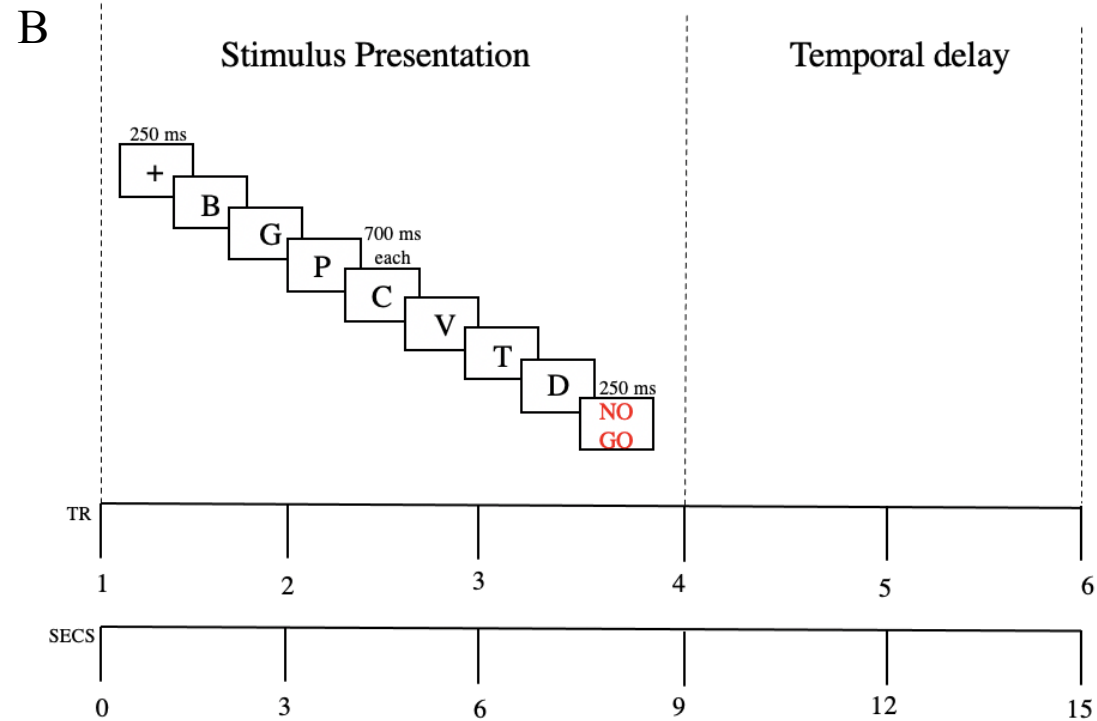 B
Stimulus Presentation
Temporal delay
250 ms
+
B
G
P
700 ms
each
C
V
T
D
250 ms
NO
GO
TR
1 2 3 4 5 6
SECS
0 3 6 9 12 15